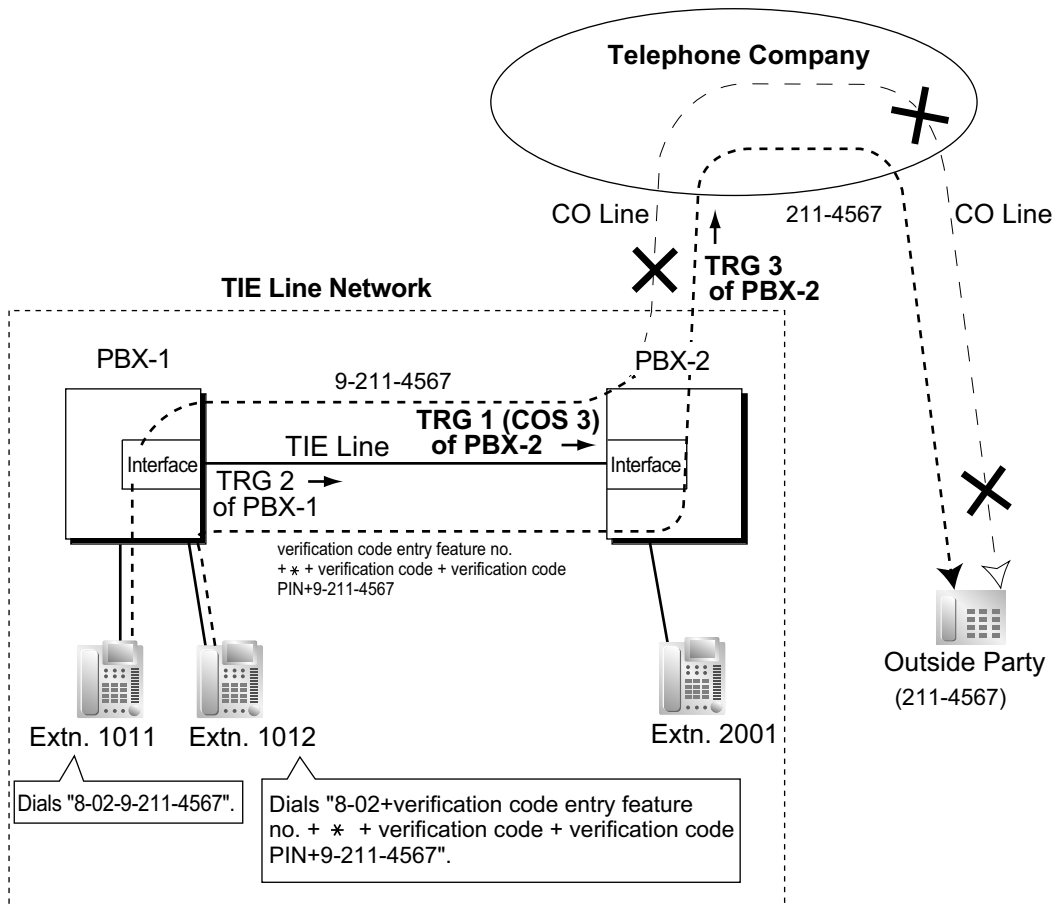 Telephone Company
CO Line
211-4567
CO Line
TRG 3
of PBX-2
TIE Line Network
PBX-1
PBX-2
9-211-4567
TRG 1 (COS 3)
of PBX-2
TIE Line
Interface
Interface
TRG 2
of PBX-1
verification code entry feature no.
+ * + verification code + verification code
PIN+9-211-4567
Outside Party
(211-4567)
Extn. 1011
Extn. 1012
Extn. 2001
Dials "8-02-9-211-4567".
Dials "8-02+verification code entry feature
no. + * + verification code + verification code
PIN+9-211-4567".